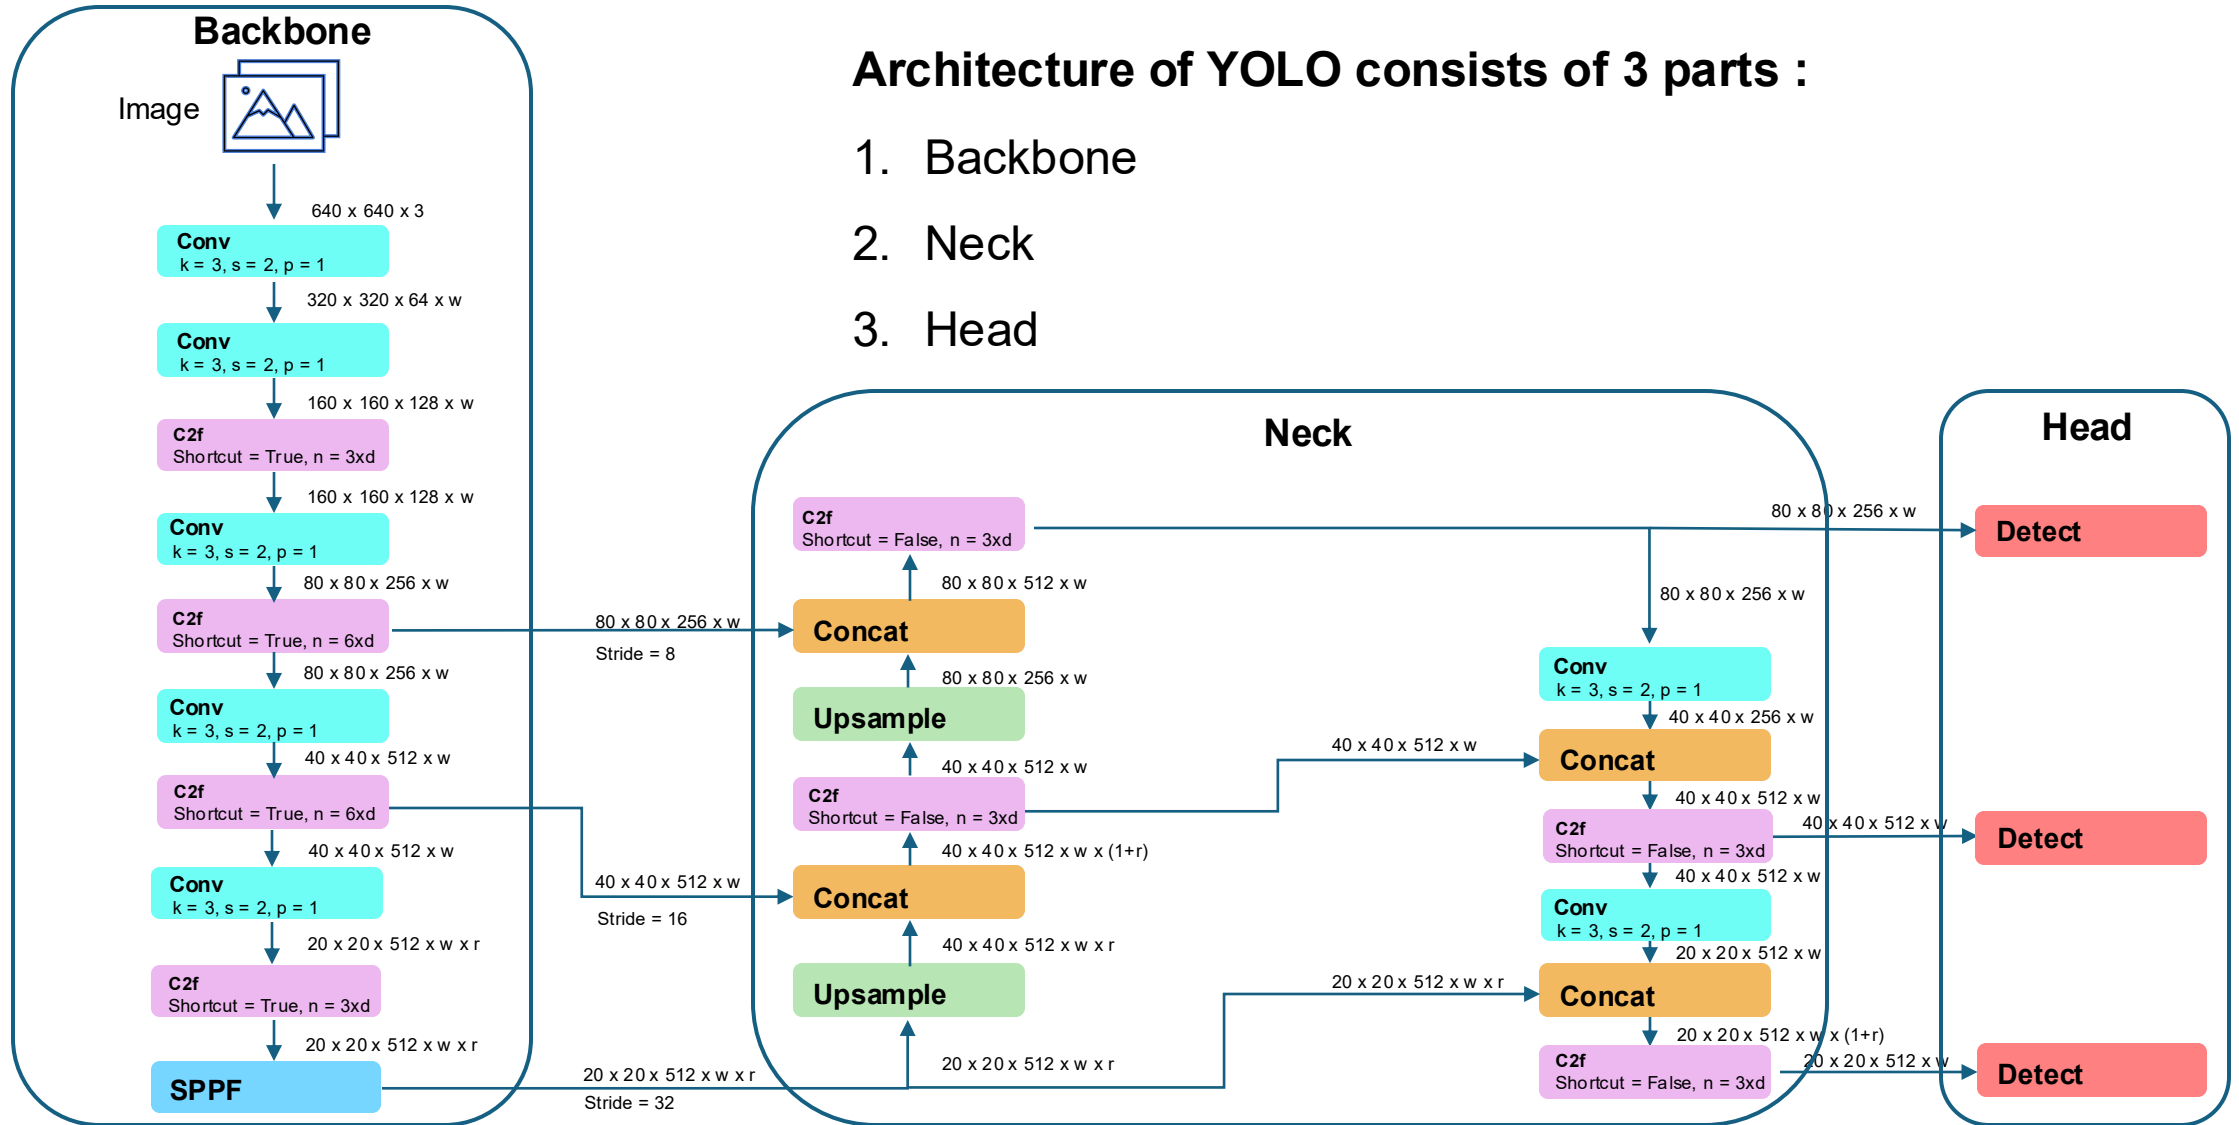 Backbone
Image
640 x 640 x 3
Conv
k = 3, s = 2, p = 1
320 x 320 x 64 x w
Conv
k = 3, s = 2, p = 1
160 x 160 x 128 x w
C2f
Shortcut = True, n = 3xd
160 x 160 x 128 x w
Conv
k = 3, s = 2, p = 1
80 x 80 x 256 x w
C2f
Shortcut = True, n = 6xd
80 x 80 x 256 x w
Conv
k = 3, s = 2, p = 1
40 x 40 x 512 x w
C2f
Shortcut = True, n = 6xd
40 x 40 x 512 x w
Conv
k = 3, s = 2, p = 1
20 x 20 x 512 x w x r
C2f
Shortcut = True, n = 3xd
20 x 20 x 512 x w x r
SPPF
Architecture of YOLO consists of 3 parts :
1. Backbone
2. Neck
3. Head
80 x 80 x 256 x w
Stride = 8
40 x 40 x 512 x w
Stride = 16
20 x 20 x 512 x w x r
Stride = 32
Neck
C2f
Shortcut = False, n = 3xd
80 x 80 x 512 x w
Concat
80 x 80 x 256 x w
Upsample
40 x 40 x 512 x w
C2f
Shortcut = False, n = 3xd
40 x 40 x 512 x w x (1+r)
Concat
40 x 40 x 512 x w x r
Upsample
20 x 20 x 512 x w x r
40 x 40 x 512 x w
20 x 20 x 512 x w x r
80 x 80 x 256 x w
80 x 80 x 256 x w
Conv
k = 3, s = 2, p = 1
40 x 40 x 256 x w
Concat
40 x 40 x 512 x w
C2f
Shortcut = False, n = 3xd
40 x 40 x 512 x w
40 x 40 x 512 x w
Conv
k = 3, s = 2, p = 1
20 x 20 x 512 x w
Concat
20 x 20 x 512 x w x (1+r)
C2f
Shortcut = False, n = 3xd
20 x 20 x 512 x w
Head
Detect
Detect
Detect